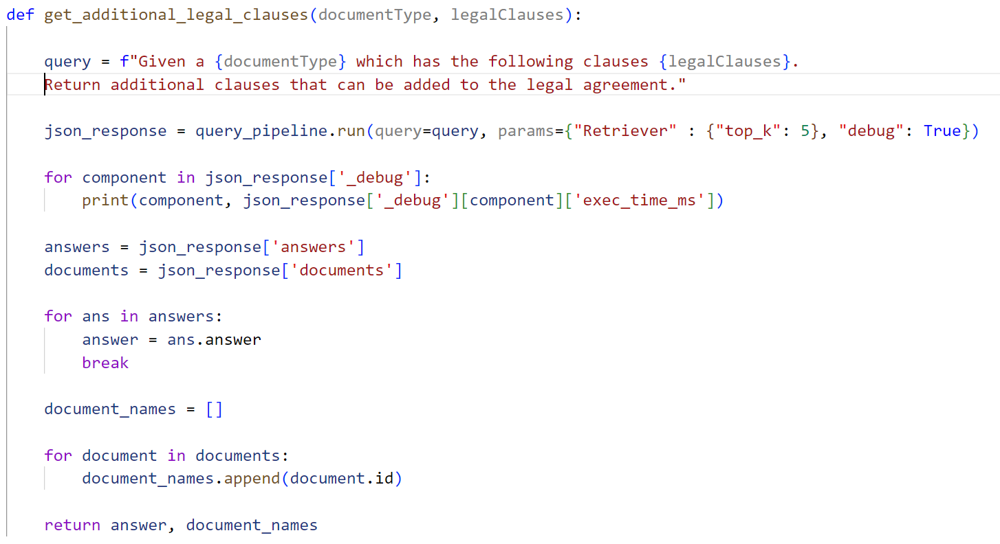 def get_additional_legal_clauses(documentType, legalClauses):
query = f"Given a {documentType} which has the following clauses {legalClauses}.
Return additional clauses that can be added to the legal agreement."
json_response = query_pipeline.run(query=query, params={"Retriever" : {"top_k": 5}, "debug": True})
for component in json_response['_debug']:
print(component, json_response['_debug'][component]['exec_time_ms'])
answers = json_response['answers']
documents = json_response['documents']
for ans in answers:
answer = ans.answer
break
document_names = []
for document in documents:
document_names.append(document.id)
return answer, document_names